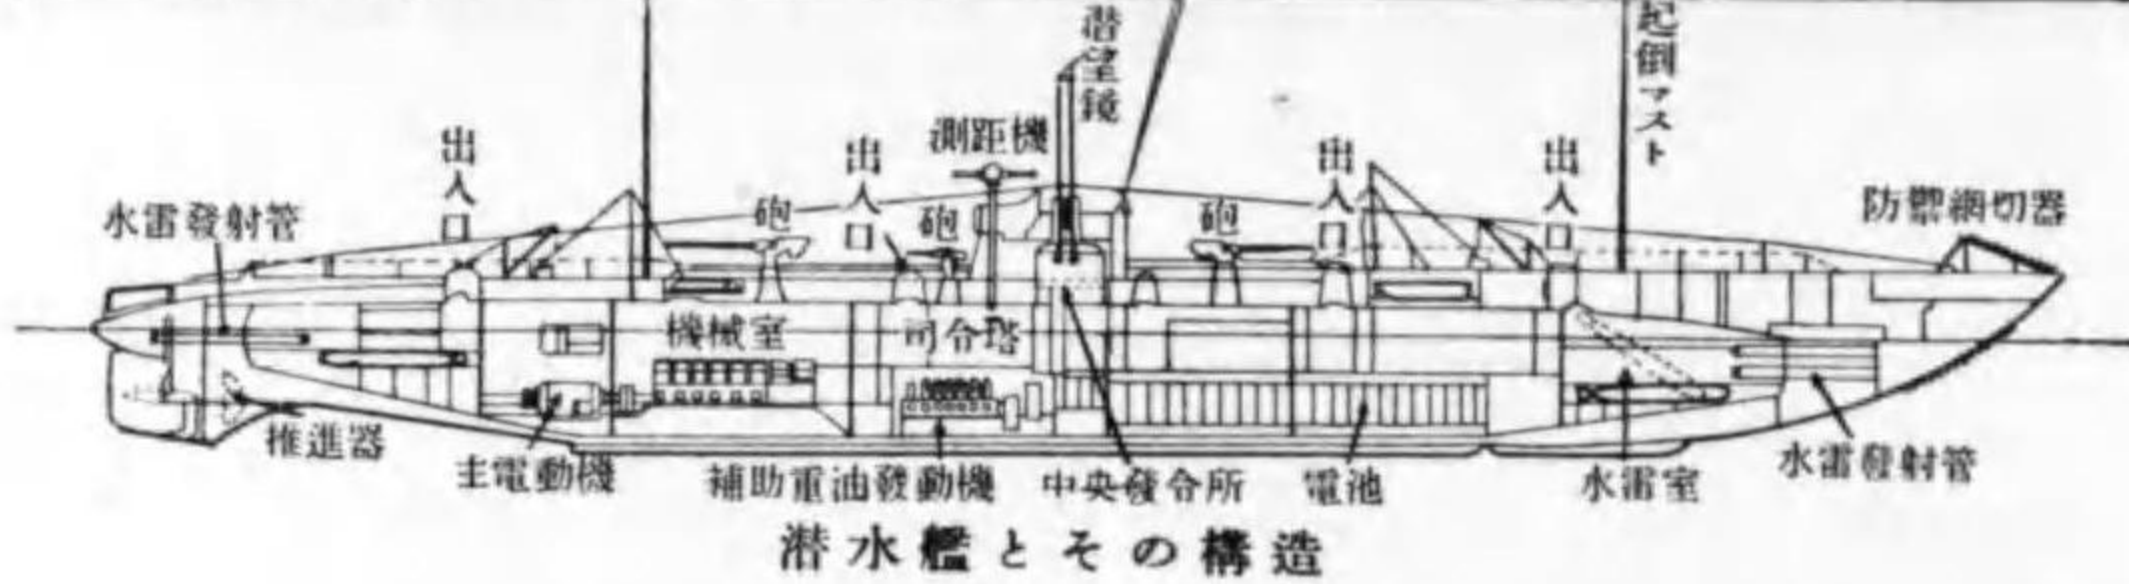 潜望鏡
起倒マスト
出入口
出入口
測距機
出入口
出入口
水雷發射管
砲
砲
砲
防禦網切器
機械室
司令塔
推進器
主電動機
補助重油發動機
中央發令所
電池
水雷室
水雷發射管
潜水艦とその構造